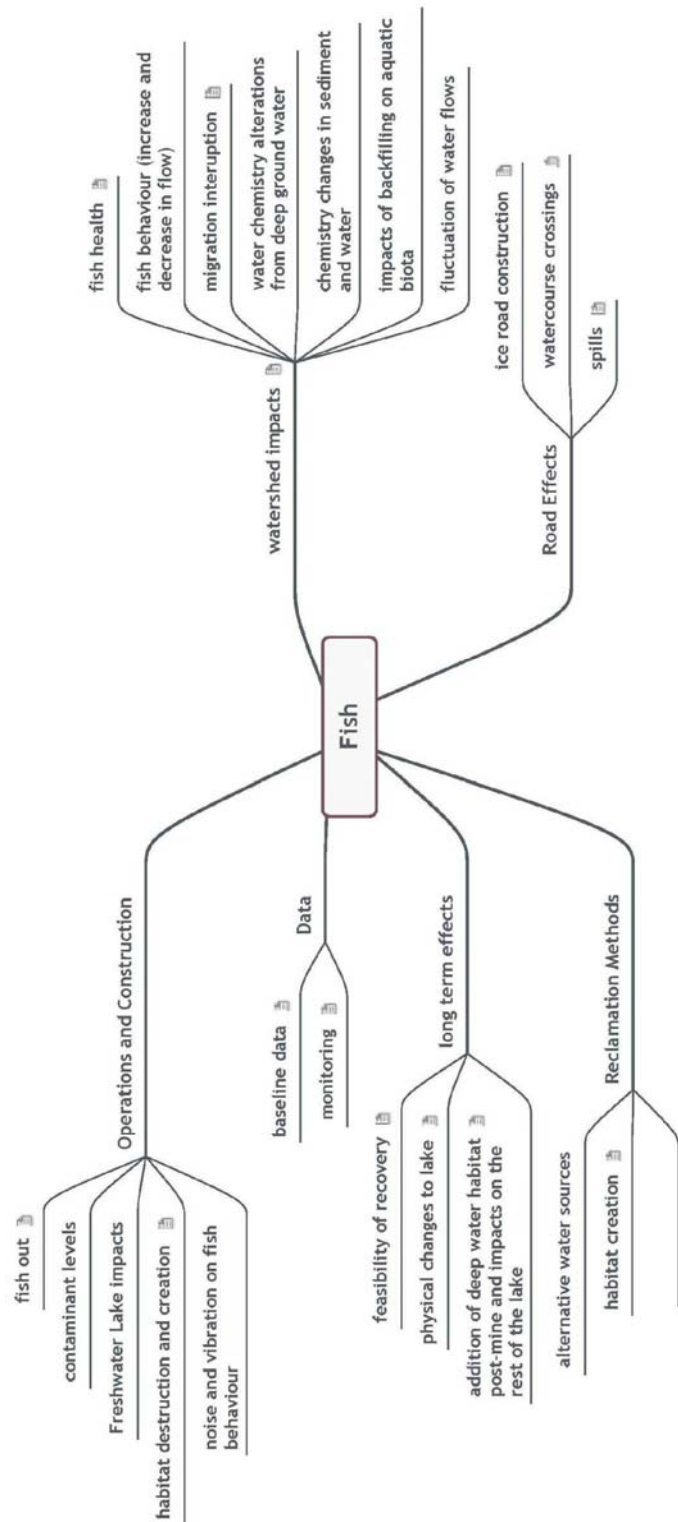 fish out
contaminant levels
Freshwater Lake impacts
habitat destruction and creation
noise and vibration on fish
behaviour
Operations and Construction
baseline data
monitoring
Data
feasibility of recovery
physical changes to lake
addition of deep water habitat
post-mine and impacts on the
rest of the lake
long term effects
alternative water sources
habitat creation
Reclamation Methods
Fish
watershed impacts
fish health
fish behaviour (increase and
decrease in flow)
migration interuption
water chemistry alterations
from deep ground water
chemistry changes in sediment
and water
impacts of backfilling on aquatic
biota
fluctuation of water flows
Road Effects
ice road construction
watercourse crossings
spills